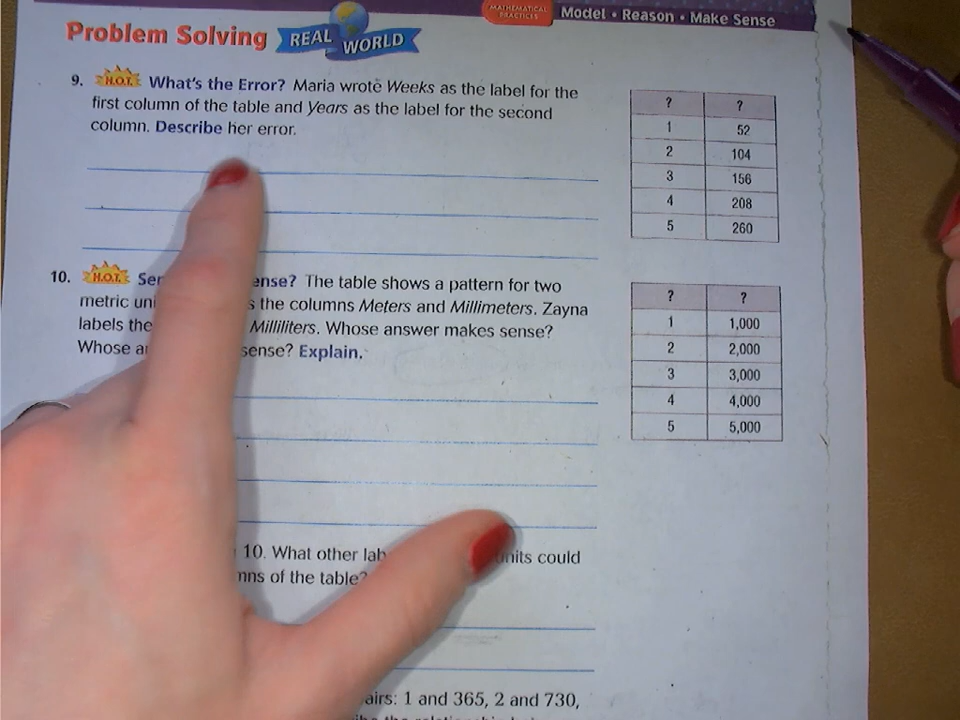 MATHEMATICAL PRACTICES
Model • Reason • Make Sense
Problem Solving REAL WORLD
9. H.O.T. What's the Error? Maria wrote Weeks as the label for the
first column of the table and Years as the label for the second
column. Describe her error.
? ?
1 52
2 104
3 156
4 208
5 260
10. H.O.T. ense? The table shows a pattern for two
metric the columns Meters and Millimeters. Zayna
labels the Milliliters. Whose answer makes sense?
Whose sense? Explain.
? ?
1 1,000
2 2,000
3 3,000
4 4,000
5 5,000
10. What other could
of the table?
airs: 1 and 365, 2 and 730,